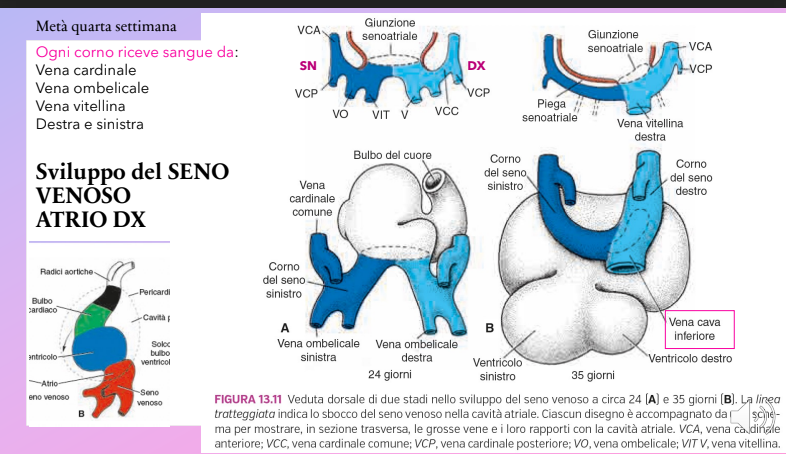 Metà quarta settimana
Ogni corno riceve sangue da:
Vena cardinale
Vena ombelicale
Vena vitellina
Destra e sinistra
Sviluppo del SENO
VENOSO
ATRIO DX
Radici aortiche
Pericardi
Bulbo
cardiaco
Cavità p
Solco
bulbo
ventricol
entricolo
Atrio
Seno
venoso
eno venoso
B
VCA
Giunzione
senoatriale
SN
DX
VCP
VCP
VO
VIT
V
VCC
Giunzione
senoatriale
VCA
VCP
Piega
senoatriale
Vena vitellina
destra
Bulbo del cuore
Vena
cardinale
comune
Corno
del seno
sinistro
A
Vena ombelicale
sinistra
Vena ombelicale
destra
24 giorni
Corno
del seno
sinistro
Corno
del seno
destro
B
Vena cava
inferiore
Ventricolo
sinistro
Ventricolo destro
35 giorni
FIGURA 13.11 Veduta dorsale di due stadi nello sviluppo del seno venoso a circa 24 (A) e 35 giorni (B). La linea
tratteggiata indica lo sbocco del seno venoso nella cavità atriale. Ciascun disegno è accompagnato da
ma per mostrare, in sezione trasversa, le grosse vene e i loro rapporti con la cavità atriale. VCA, vena cardinale
anteriore; VCC, vena cardinale comune; VCP, vena cardinale posteriore; VO, vena ombelicale; VIT V, vena vitellina.